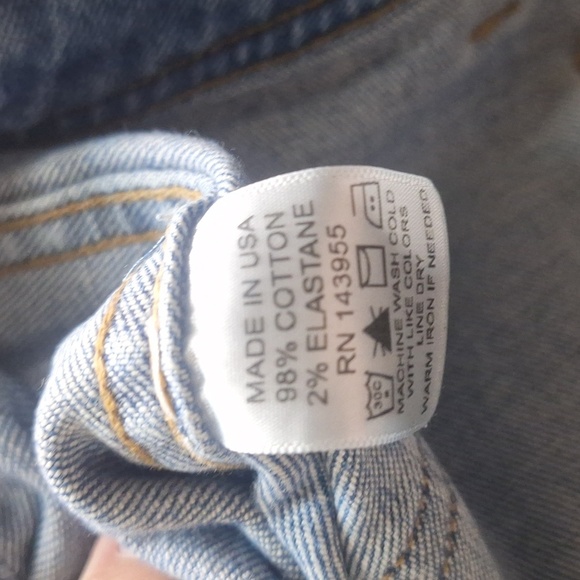 MADE IN USA
98% COTTON
2% ELASTANE
RN 143955
30C
MACHINE WASH COLD
WITH LIKE COLORS
LINE DRY
WARM IRON IF NEEDED